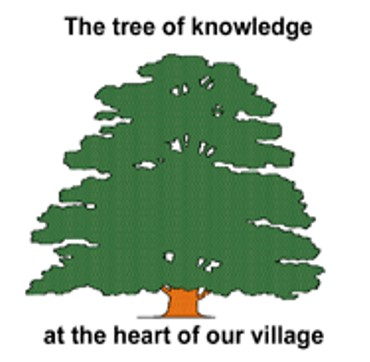 The tree of knowledge
at the heart of our village